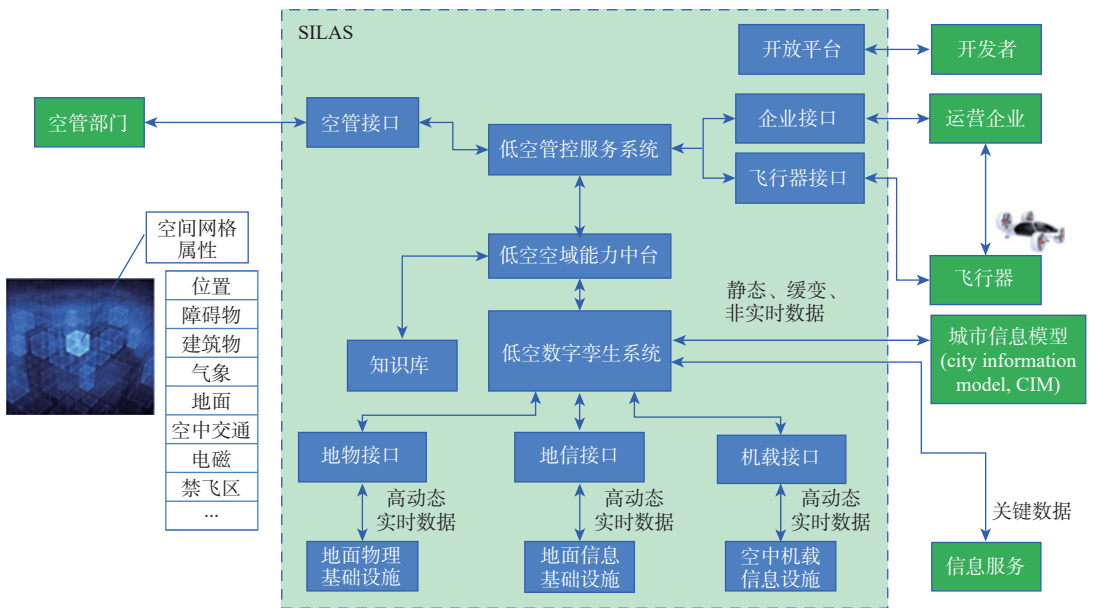 SILAS
开放平台
开发者
空管部门
空管接口
企业接口
运营企业
低空管控服务系统
飞行器接口
空间网格
属性
低空空域能力中台
飞行器
位置
障碍物
建筑物
气象
地面
空中交通
电磁
禁飞区
...
静态、缓变、
非实时数据
知识库
低空数字孪生系统
城市信息模型
(city information
model, CIM)
地物接口
地信接口
机载接口
高动态
实时数据
高动态
实时数据
高动态
实时数据
关键数据
地面物理
基础设施
地面信息
基础设施
空中机载
信息设施
信息服务